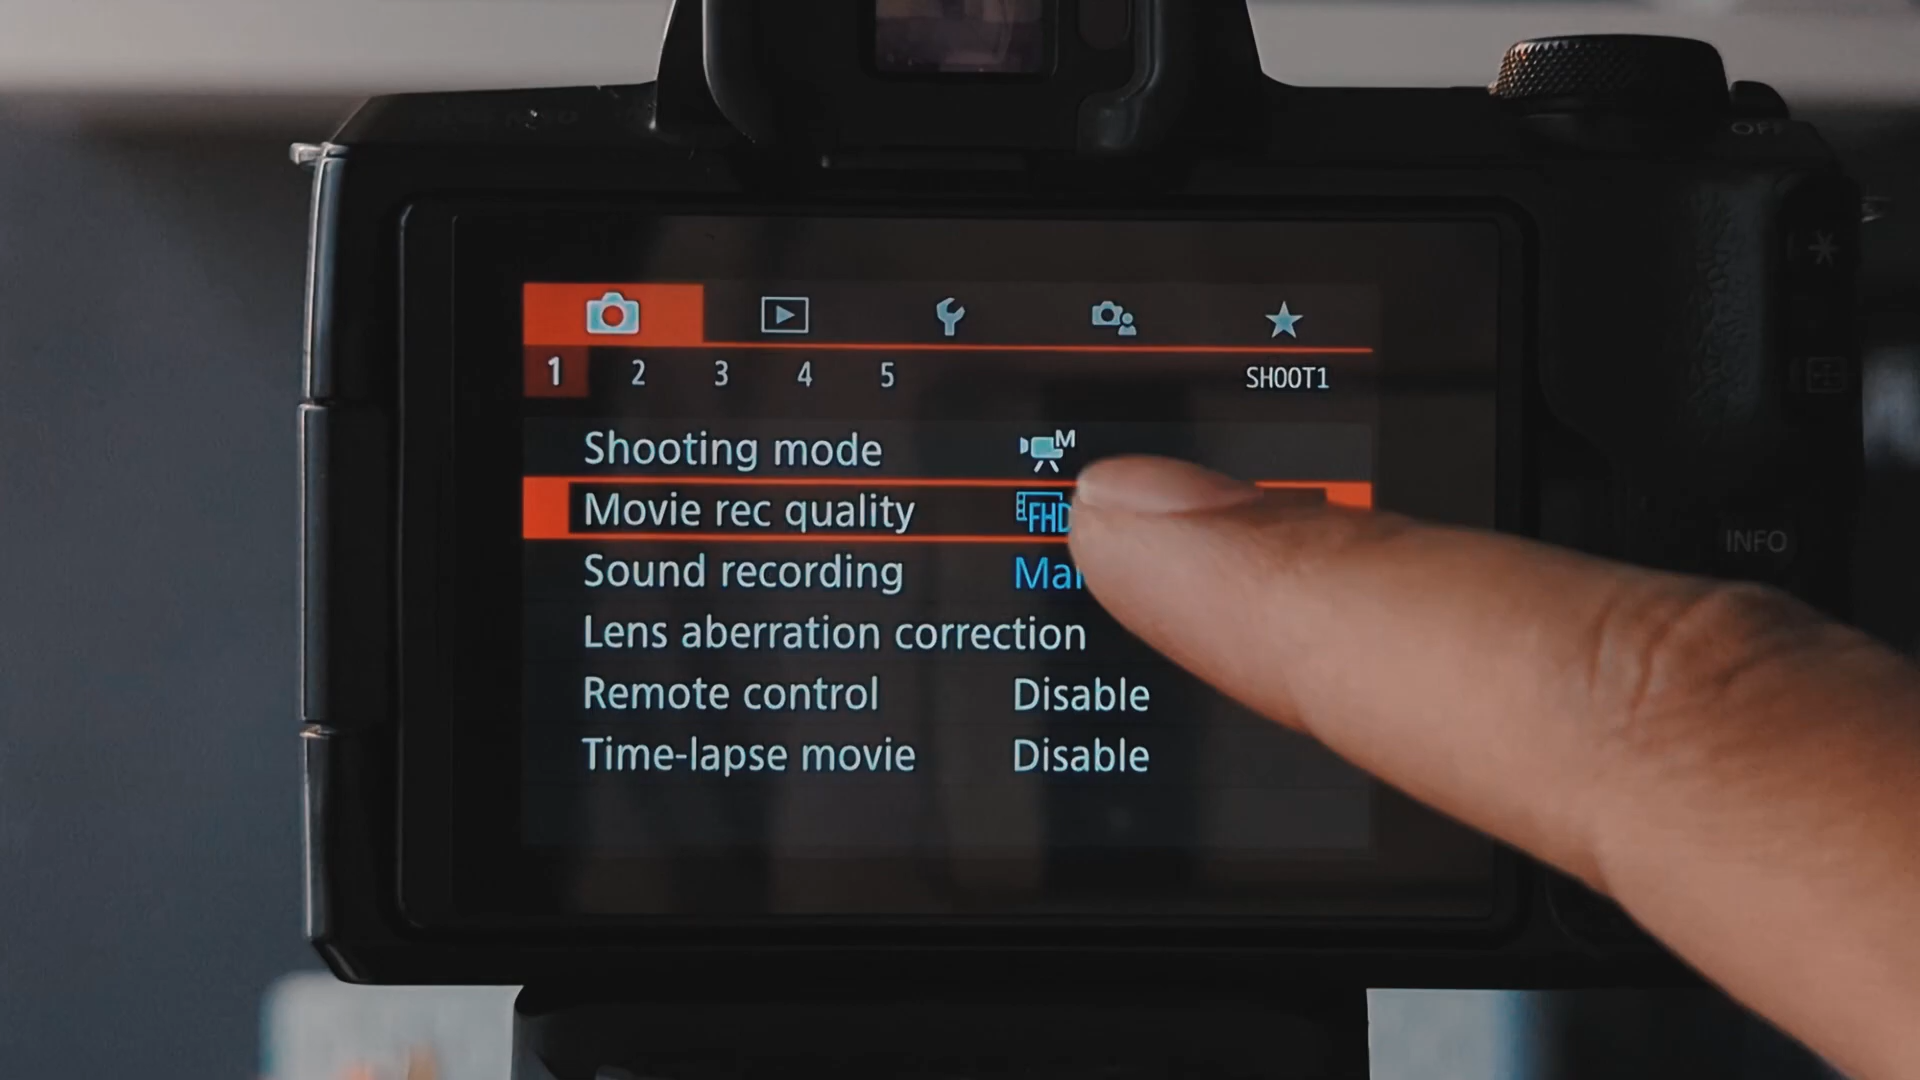 OFF
1 2 3 4 5 SHOOT1
Shooting mode M
Movie rec quality FHD
Sound recording
Lens aberration correction
Remote control Disable
Time-lapse movie Disable
INFO